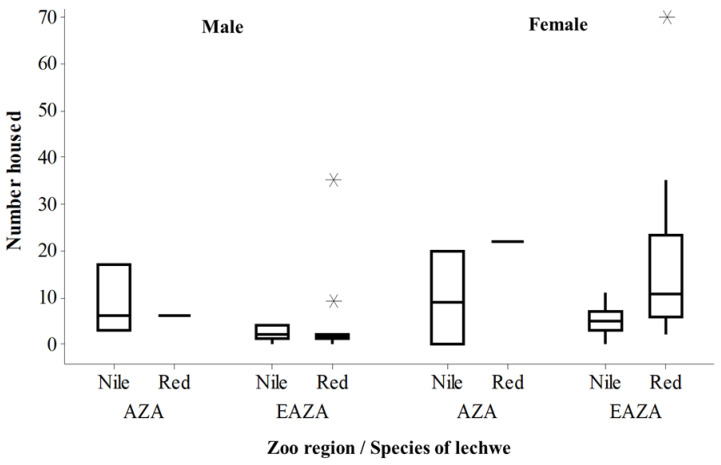 Male
Female
Number housed
70
60
50
40
30
20
10
0
Nile Red Nile Red Nile Red Nile Red
AZA EAZA AZA EAZA
Zoo region / Species of lechwe